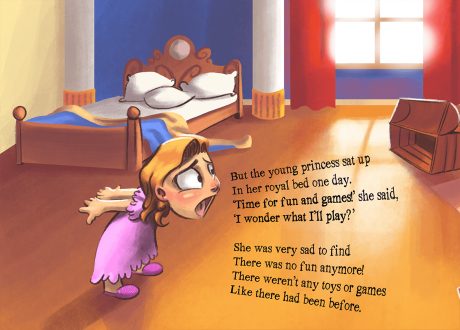 But the young princess sat up
In her royal bed one day.
'Time for fun and games!' she said,
'I wonder what I'll play?'

She was very sad to find
There was no fun anymore!
There weren't any toys or games
Like there had been before.